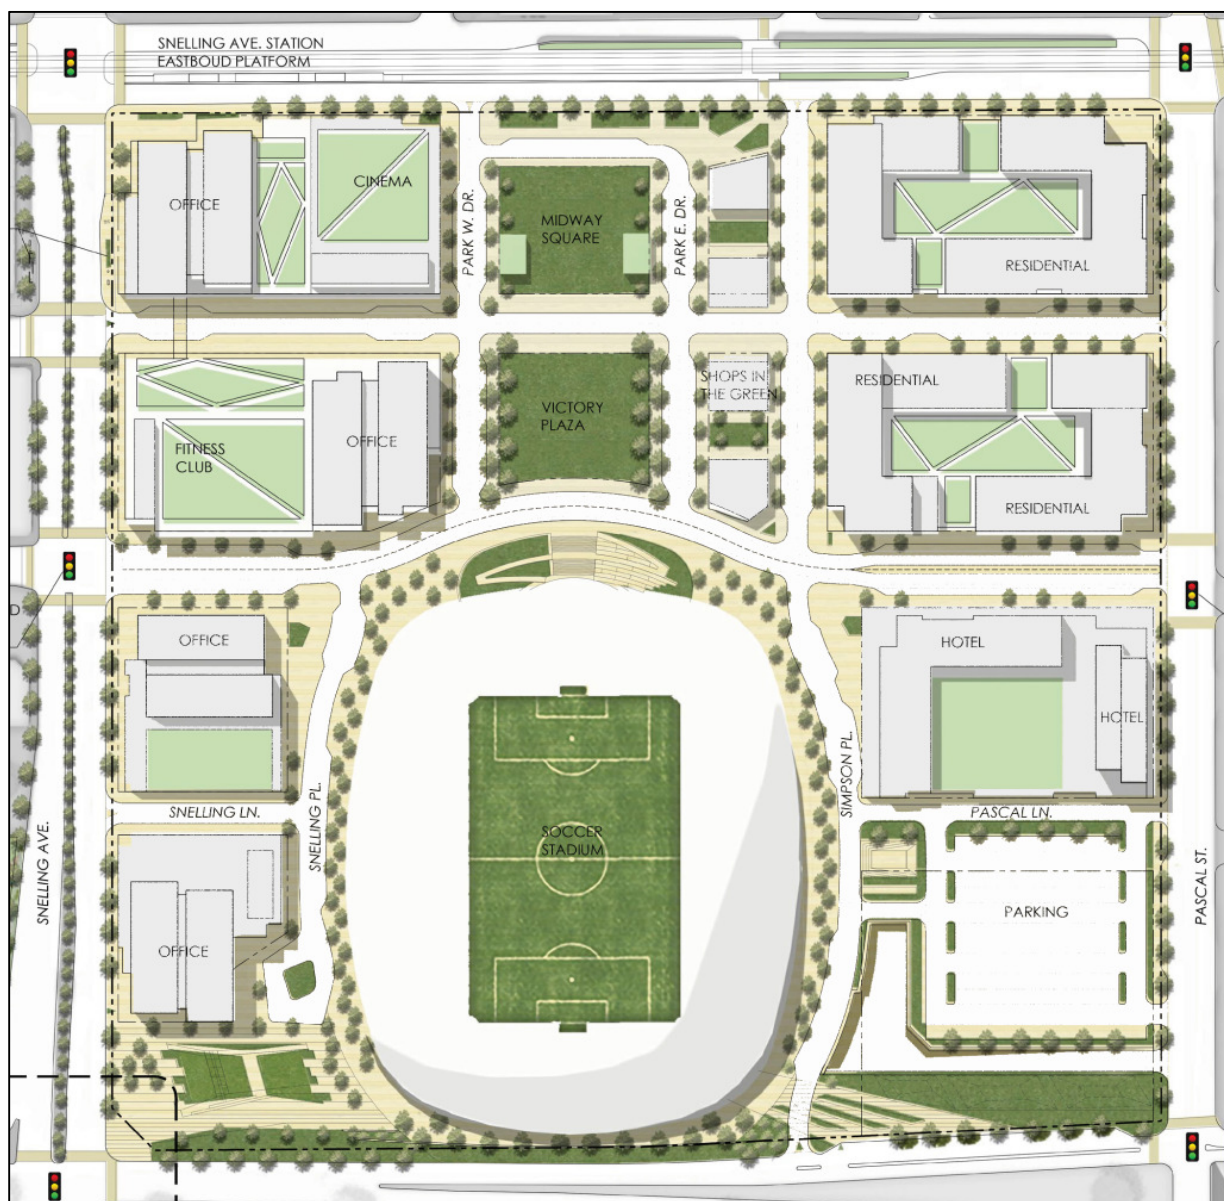 SNELLING AVE. STATION
EASTBOUD PLATFORM
CINEMA
OFFICE
PARK W. DR.
MIDWAY
SQUARE
PARK E. DR.
RESIDENTIAL
SHOPS IN
THE GREEN
RESIDENTIAL
VICTORY
PLAZA
OFFICE
FITNESS
CLUB
RESIDENTIAL
D
OFFICE
HOTEL
HOTEL
SIMPSON PL.
SNELLING LN.
SNELLING PL.
PASCAL LN.
SOCCER
STADIUM
SNELLING AVE.
PASCAL ST.
PARKING
OFFICE